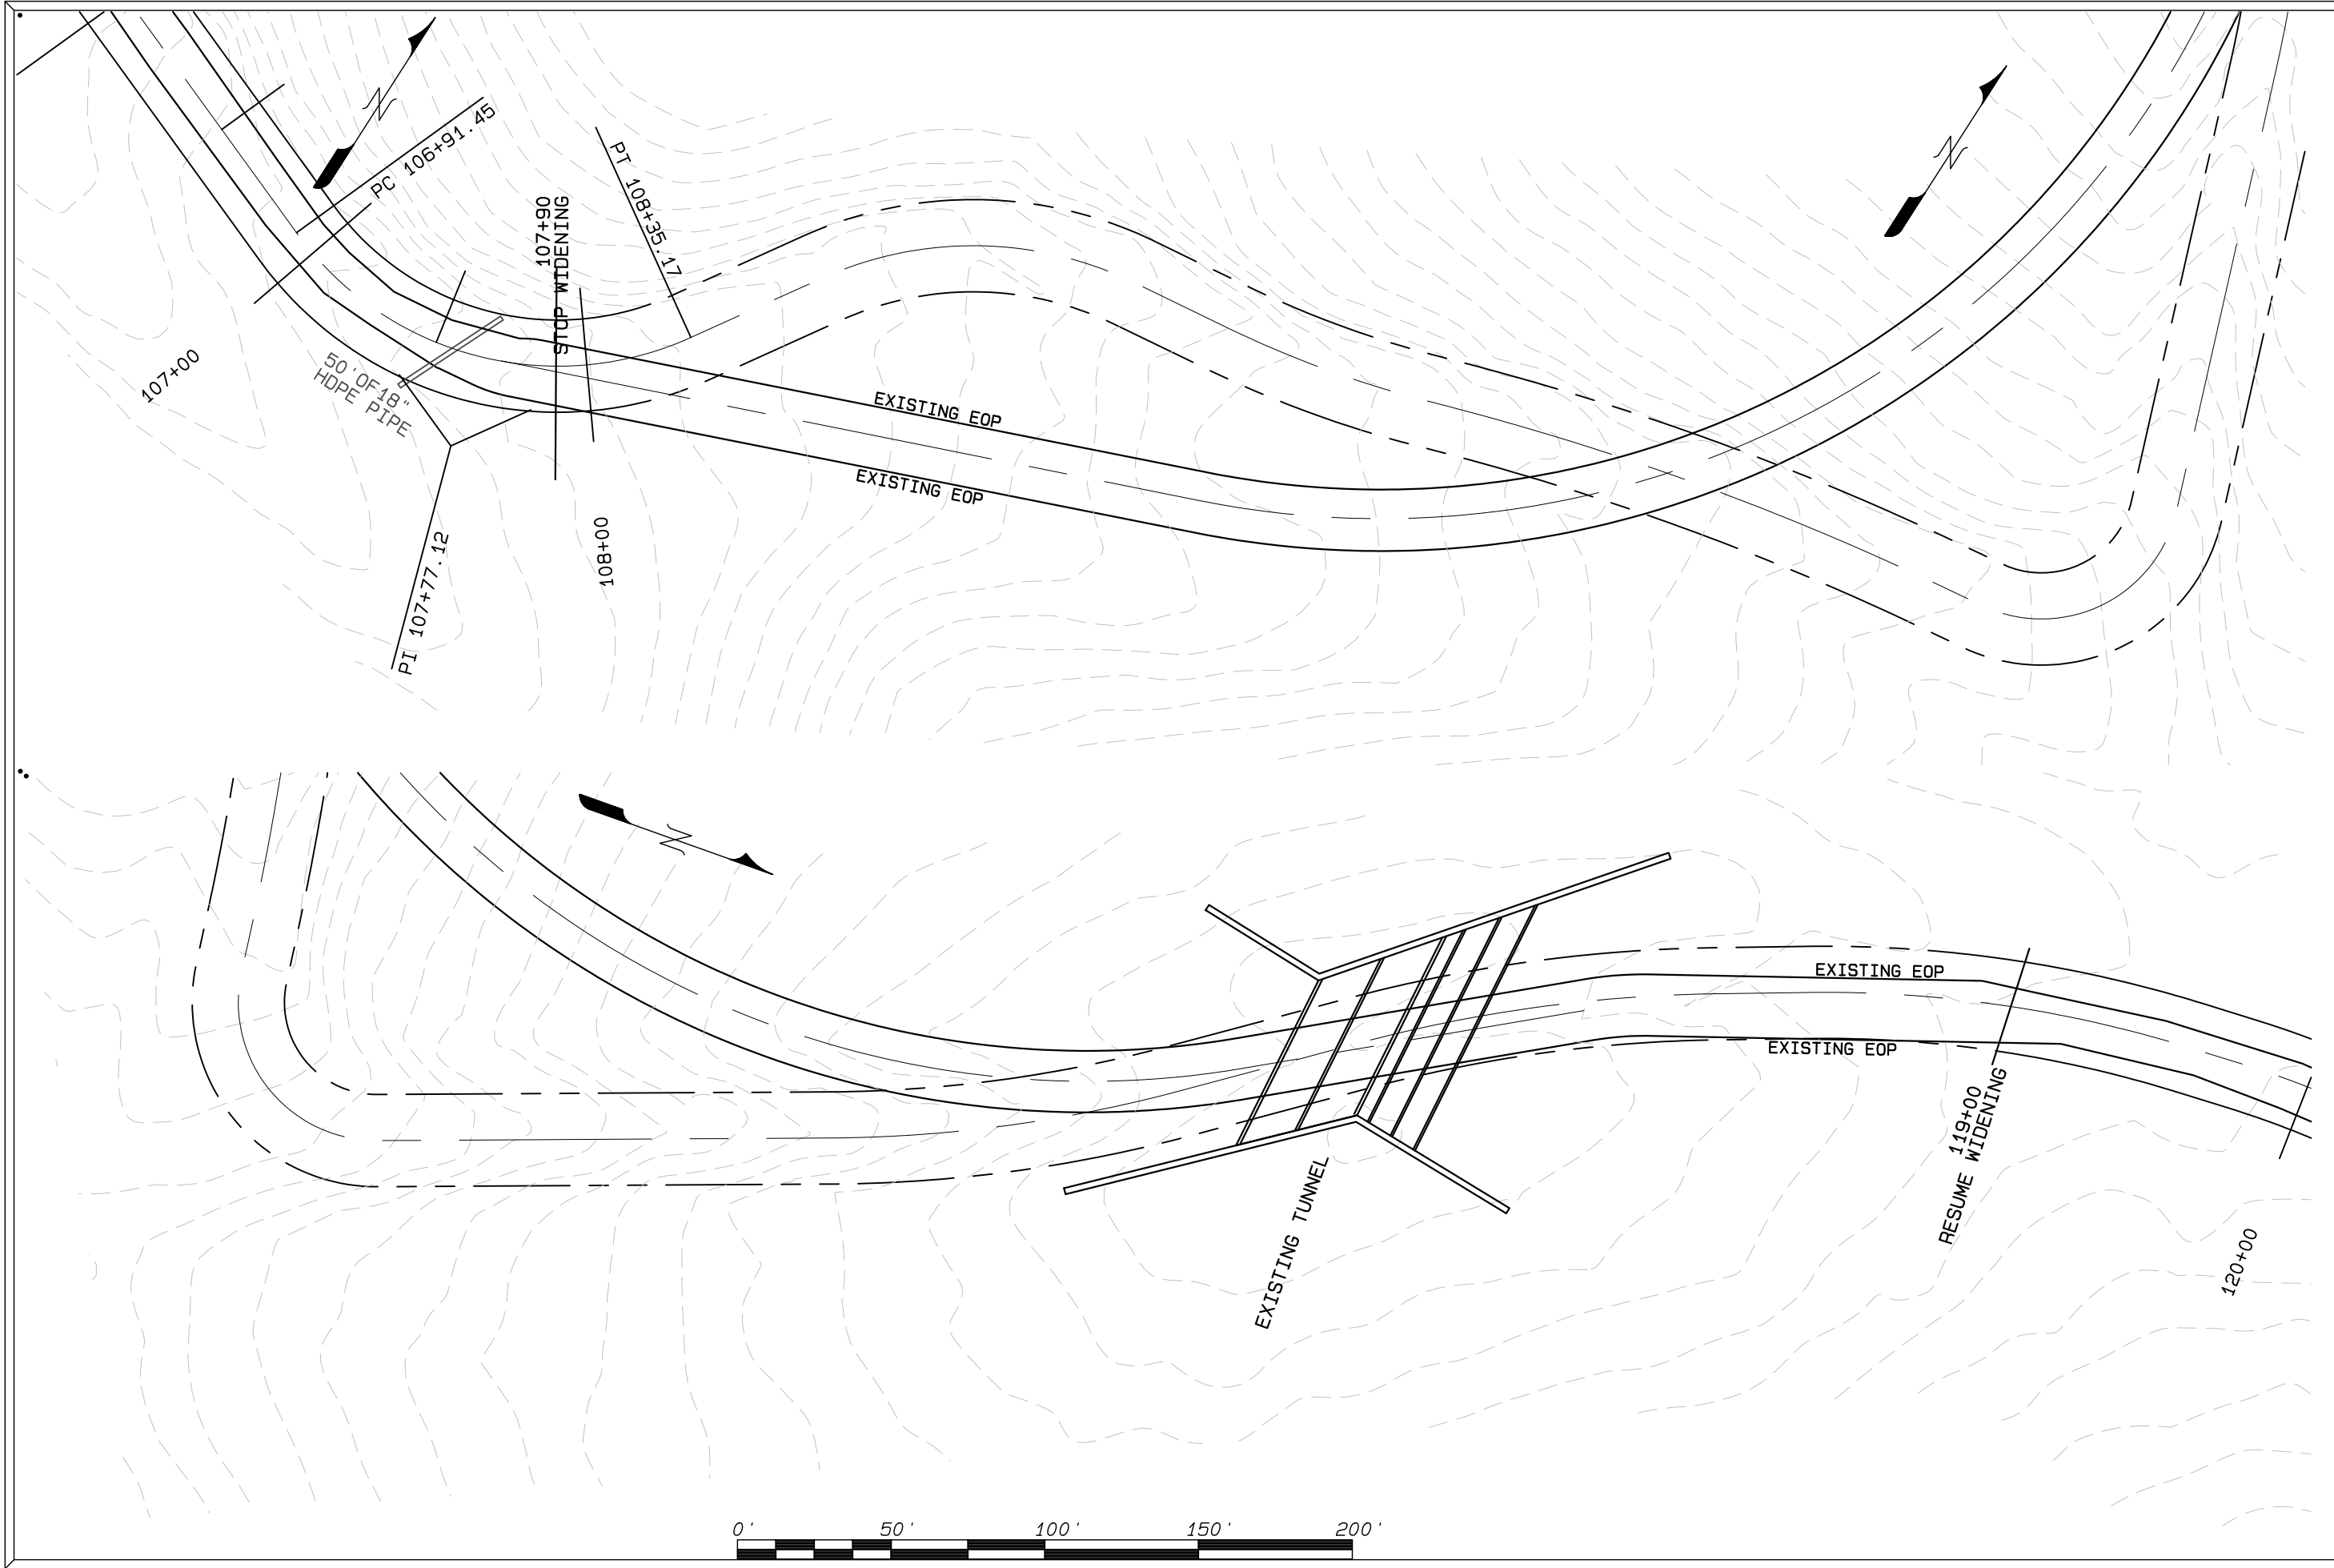 PC 106+91.45
PT 108+35.17
107+90
STOP WIDENING
107+00
50'OF18"
HDPE PIPE
EXISTING EOP
EXISTING EOP
108+00
PI 107+77.12
N
N
N
EXISTING EOP
EXISTING EOP
119+00
RESUME WIDENING
EXISTING TUNNEL
120+00
0' 50' 100' 150' 200'